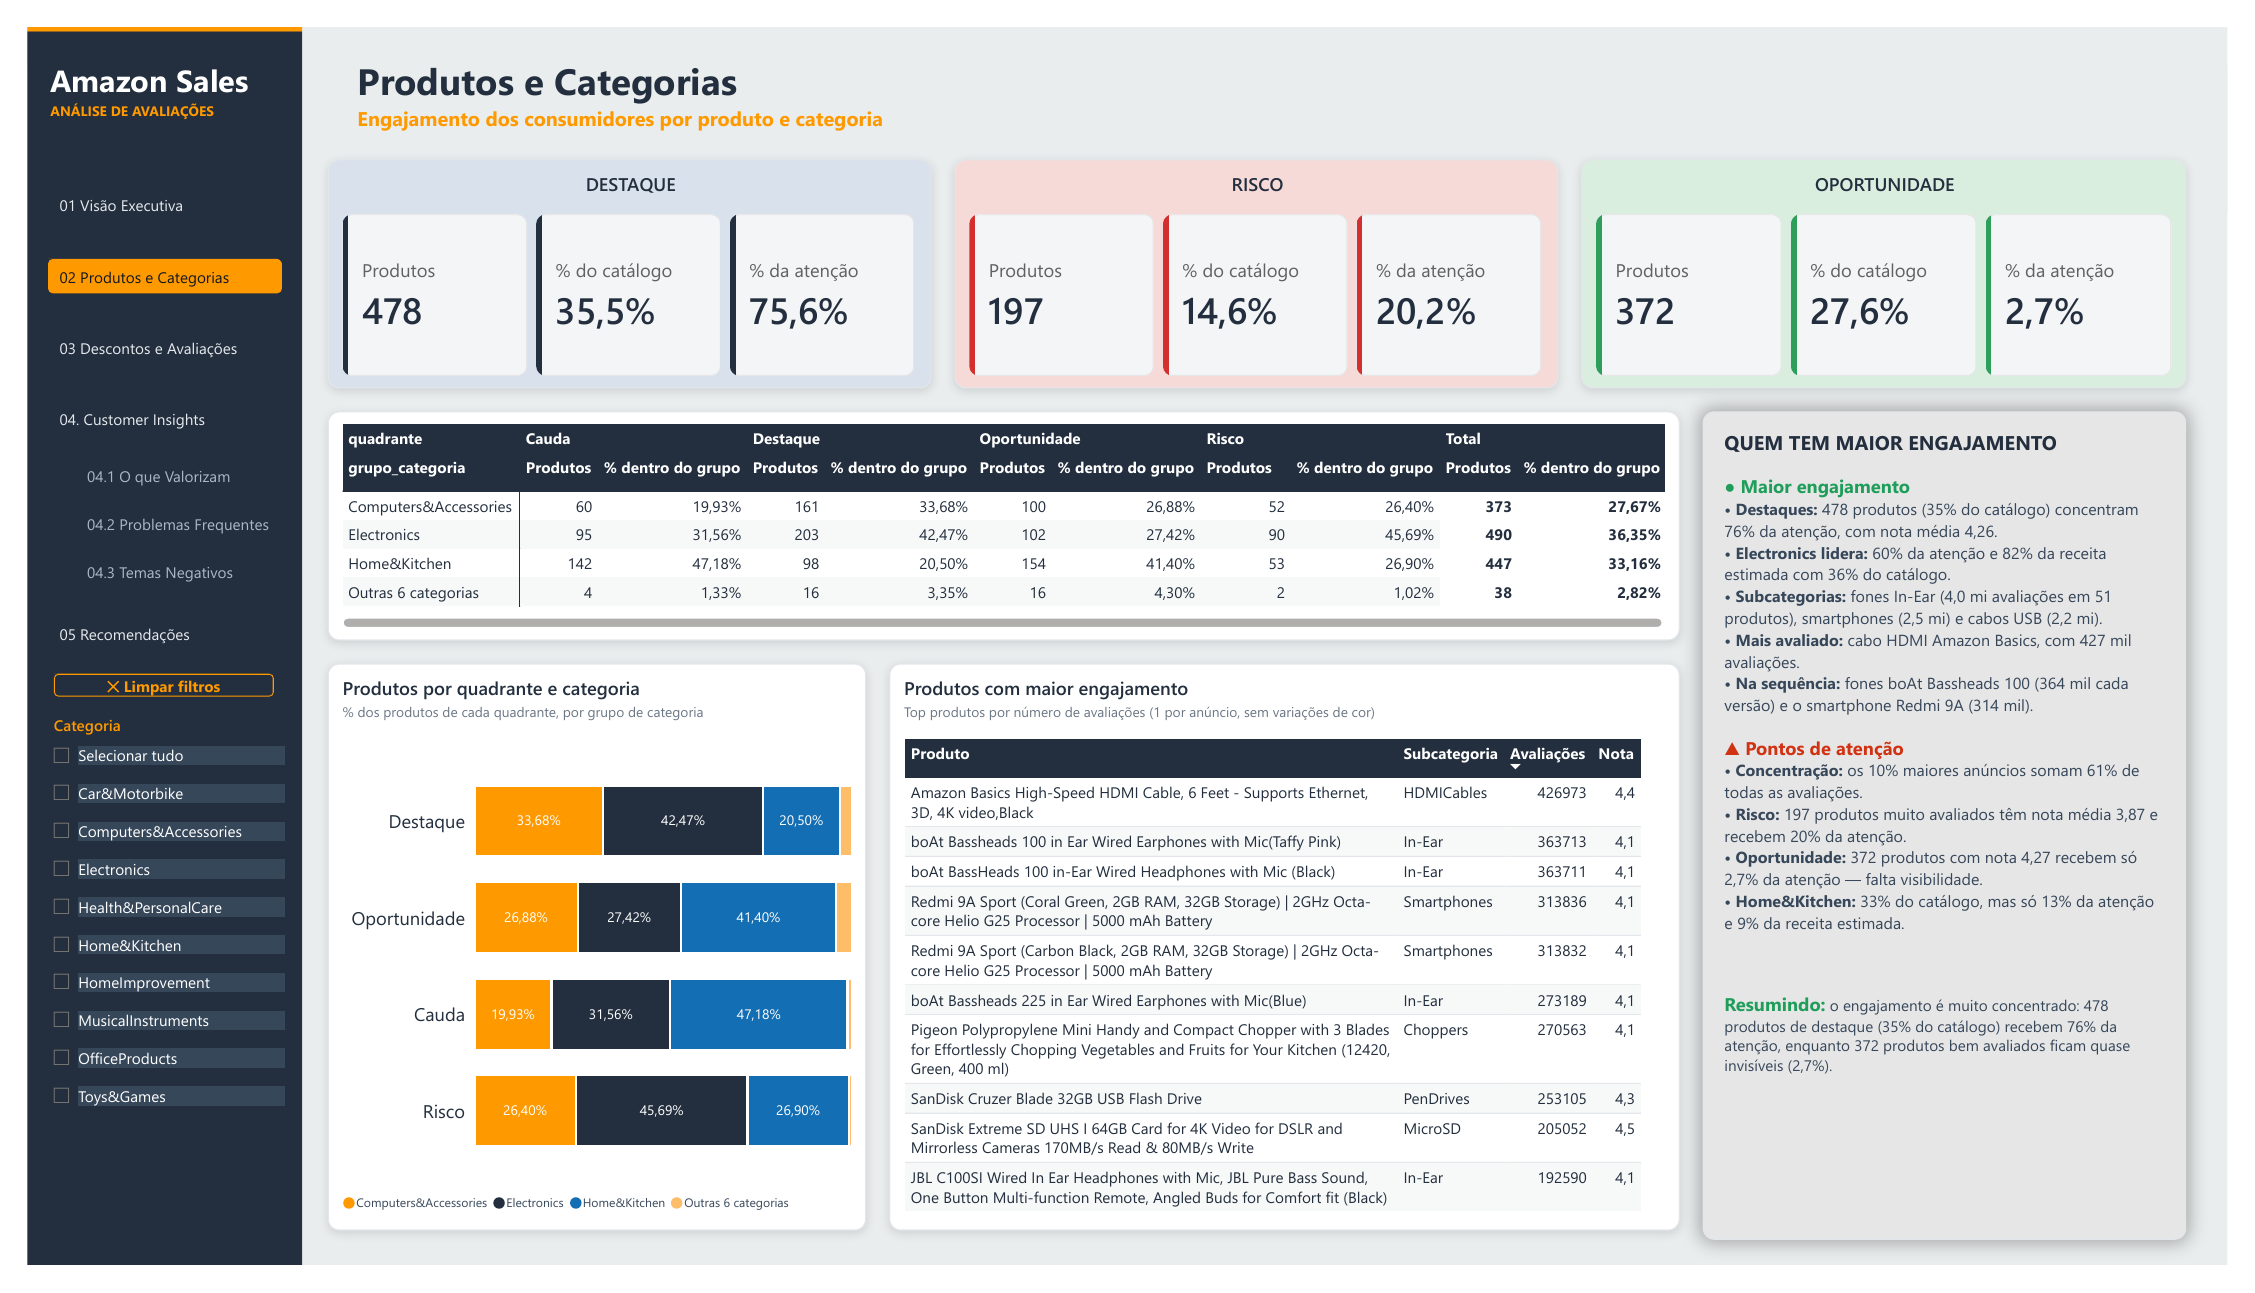 Amazon Sales
ANÁLISE DE AVALIAÇÕES
01 Visão Executiva
02 Produtos e Categorias
03 Descontos e Avaliações
04. Customer Insights
04.1 O que Valorizam
04.2 Problemas Frequentes
04.3 Temas Negativos
05 Recomendações
Limpar filtros
Categoria
Selecionar tudo
Car&Motorbike
Computers&Accessories
Electronics
Health&PersonalCare
Home&Kitchen
HomeImprovement
MusicalInstruments
OfficeProducts
Toys&Games
Produtos e Categorias
Engajamento dos consumidores por produto e categoria
DESTAQUE
Produtos
478
% do catálogo
35,5%
% da atenção
75,6%
RISCO
Produtos
197
% do catálogo
14,6%
% da atenção
20,2%
OPORTUNIDADE
Produtos
372
% do catálogo
27,6%
% da atenção
2,7%
quadrante Cauda Destaque Oportunidade Risco Total
grupo_categoria Produtos % dentro do grupo Produtos % dentro do grupo Produtos % dentro do grupo Produtos % dentro do grupo Produtos % dentro do grupo
Computers&Accessories 60 19,93% 161 33,68% 100 26,88% 52 26,40% 373 27,67%
Electronics 95 31,56% 203 42,47% 102 27,42% 90 45,69% 490 36,35%
Home&Kitchen 142 47,18% 98 20,50% 154 41,40% 53 26,90% 447 33,16%
Outras 6 categorias 4 1,33% 16 3,35% 16 4,30% 2 1,02% 38 2,82%
Produtos por quadrante e categoria
% dos produtos de cada quadrante, por grupo de categoria
Destaque 33,68% 42,47% 20,50%
Oportunidade 26,88% 27,42% 41,40%
Cauda 19,93% 31,56% 47,18%
Risco 26,40% 45,69% 26,90%
Computers&Accessories Electronics Home&Kitchen Outras 6 categorias
Produtos com maior engajamento
Top produtos por número de avaliações (1 por anúncio, sem variações de cor)
Produto Subcategoria Avaliações Nota
Amazon Basics High-Speed HDMI Cable, 6 Feet - Supports Ethernet, HDMICables 426973 4,4
3D, 4K video,Black
boAt Bassheads 100 in Ear Wired Earphones with Mic(Taffy Pink) In-Ear 363713 4,1
boAt BassHeads 100 in-Ear Wired Headphones with Mic (Black) In-Ear 363711 4,1
Redmi 9A Sport (Coral Green, 2GB RAM, 32GB Storage) | 2GHz Octa- Smartphones 313836 4,1
core Helio G25 Processor | 5000 mAh Battery
Redmi 9A Sport (Carbon Black, 2GB RAM, 32GB Storage) | 2GHz Octa- Smartphones 313832 4,1
core Helio G25 Processor | 5000 mAh Battery
boAt Bassheads 225 in Ear Wired Earphones with Mic(Blue) In-Ear 273189 4,1
Pigeon Polypropylene Mini Handy and Compact Chopper with 3 Blades Choppers 270563 4,1
for Effortlessly Chopping Vegetables and Fruits for Your Kitchen (12420,
Green, 400 ml)
SanDisk Cruzer Blade 32GB USB Flash Drive PenDrives 253105 4,3
SanDisk Extreme SD UHS I 64GB Card for 4K Video for DSLR and MicroSD 205052 4,5
Mirrorless Cameras 170MB/s Read & 80MB/s Write
JBL C100SI Wired In Ear Headphones with Mic, JBL Pure Bass Sound, In-Ear 192590 4,1
One Button Multi-function Remote, Angled Buds for Comfort fit (Black)
QUEM TEM MAIOR ENGAJAMENTO
● Maior engajamento
• Destaques: 478 produtos (35% do catálogo) concentram
76% da atenção, com nota média 4,26.
• Electronics lidera: 60% da atenção e 82% da receita
estimada com 36% do catálogo.
• Subcategorias: fones In-Ear (4,0 mi avaliações em 51
produtos), smartphones (2,5 mi) e cabos USB (2,2 mi).
• Mais avaliado: cabo HDMI Amazon Basics, com 427 mil
avaliações.
• Na sequência: fones boAt Bassheads 100 (364 mil cada
versão) e o smartphone Redmi 9A (314 mil).
▲ Pontos de atenção
• Concentração: os 10% maiores anúncios somam 61% de
todas as avaliações.
• Risco: 197 produtos muito avaliados têm nota média 3,87 e
recebem 20% da atenção.
• Oportunidade: 372 produtos com nota 4,27 recebem só
2,7% da atenção — falta visibilidade.
• Home&Kitchen: 33% do catálogo, mas só 13% da atenção
e 9% da receita estimada.
Resumindo: o engajamento é muito concentrado: 478
produtos de destaque (35% do catálogo) recebem 76% da
atenção, enquanto 372 produtos bem avaliados ficam quase
invisíveis (2,7%).